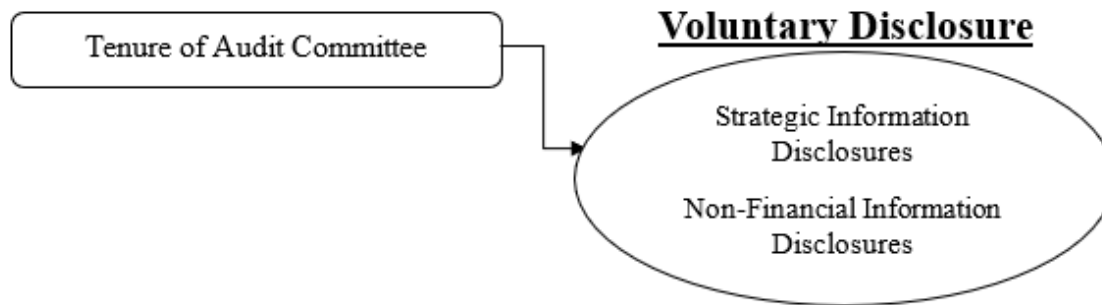 Tenure of Audit Committee
Voluntary Disclosure
Strategic Information
Disclosures
Non-Financial Information
Disclosures